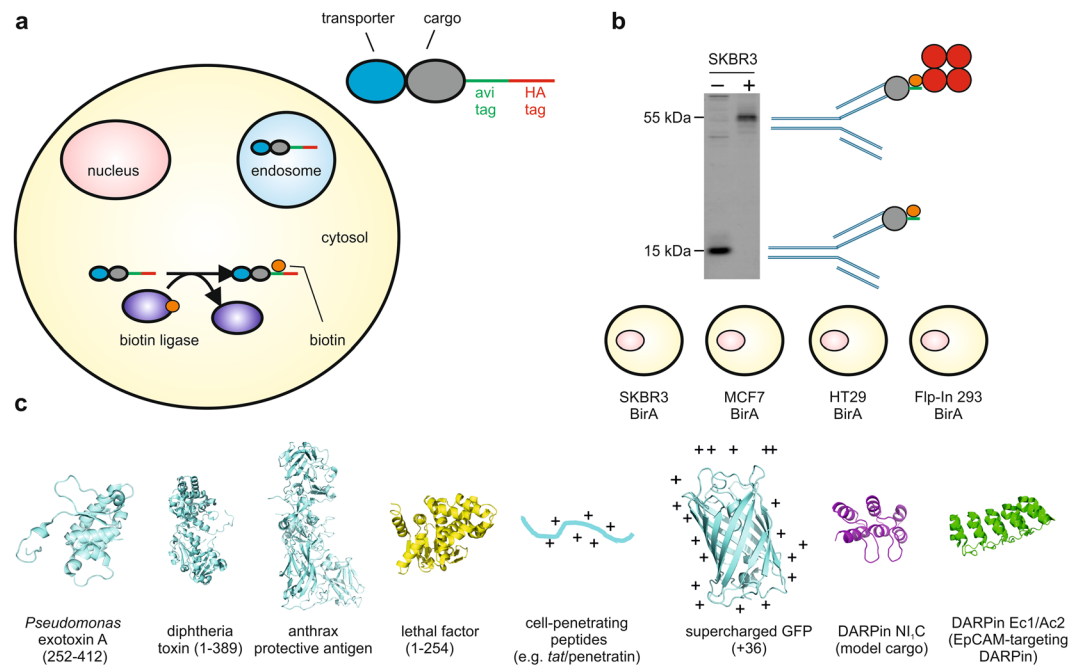 a
transporter
cargo
avi
tag
HA
tag
nucleus
endosome
cytosol
biotin ligase
biotin
b
SKBR3
– +
55 kDa
15 kDa
SKBR3
BirA
MCF7
BirA
HT29
BirA
Flp-In 293
BirA
c
Pseudomonas
exotoxin A
(252-412)
diphtheria
toxin (1-389)
anthrax
protective antigen
lethal factor
(1-254)
+ + + + + +
cell-penetrating
peptides
(e.g. tat/penetratin)
+ + + + +
+ + + + + + + + + + + + + +
supercharged GFP
(+36)
DARPin NI₁C
(model cargo)
DARPin Ec1/Ac2
(EpCAM-targeting
DARPin)